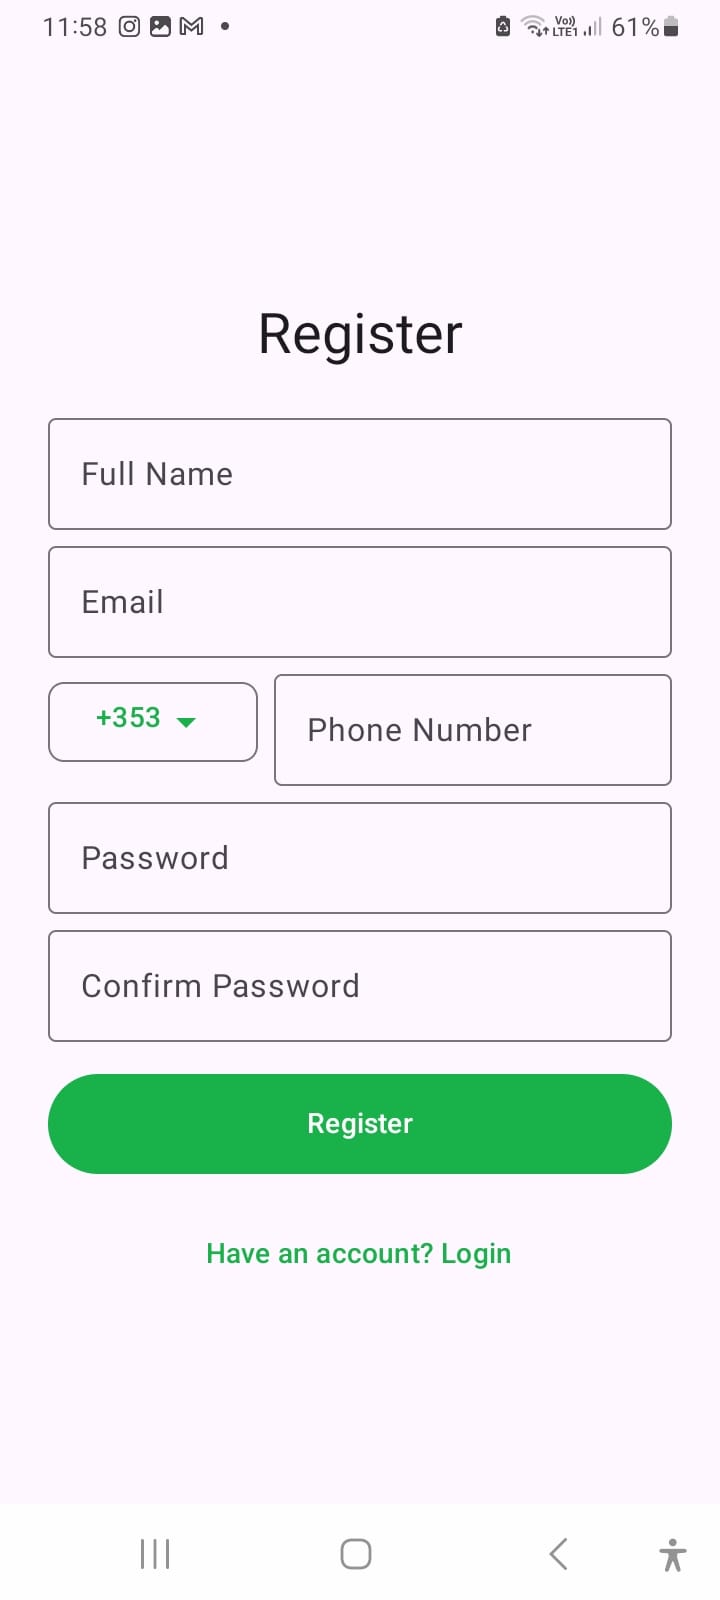 11:58 Vo)) LTE1 61%
Register
Full Name
Email
+353 Phone Number
Password
Confirm Password
Register
Have an account? Login